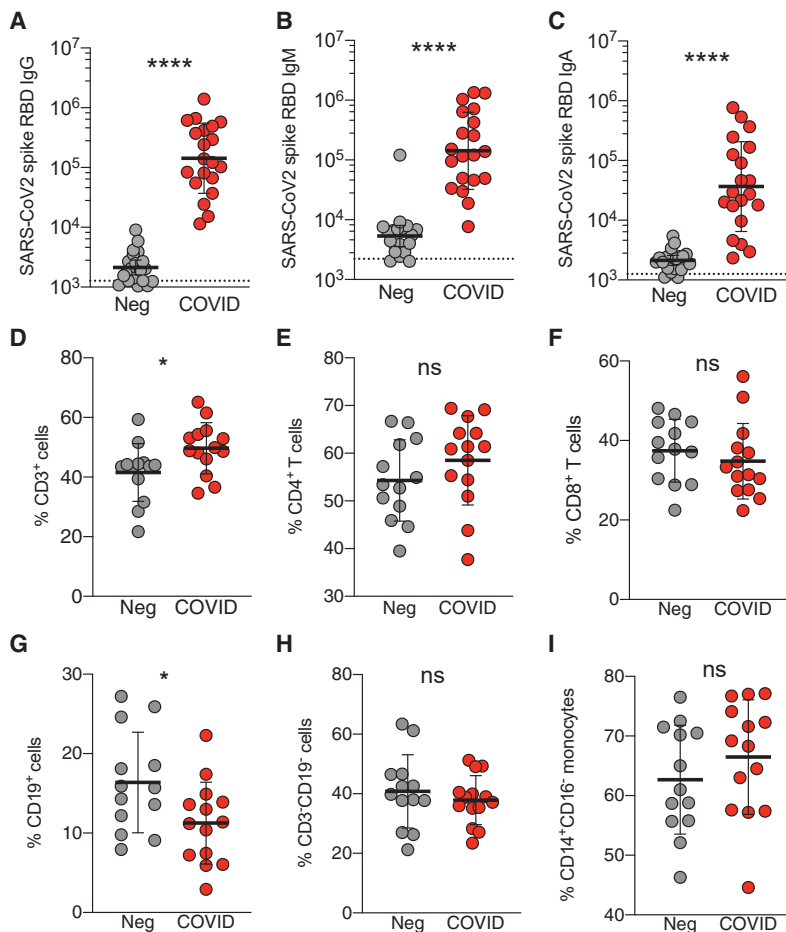 A
SARS-CoV2 spike RBD IgG
10⁷
10⁶
10⁵
10⁴
10³
****
Neg COVID
B
SARS-CoV2 spike RBD IgM
10⁷
10⁶
10⁵
10⁴
10³
****
Neg COVID
C
SARS-CoV2 spike RBD IgA
10⁷
10⁶
10⁵
10⁴
10³
****
Neg COVID
D
% CD3⁺ cells
80
60
40
20
0
*
Neg COVID
E
% CD4⁺ T cells
80
70
60
50
40
30
ns
Neg COVID
F
% CD8⁺ T cells
60
40
20
0
ns
Neg COVID
G
% CD19⁺ cells
30
20
10
0
*
Neg COVID
H
% CD3⁻CD19⁻ cells
80
60
40
20
0
ns
Neg COVID
I
% CD14⁺CD16⁻ monocytes
80
70
60
50
40
ns
Neg COVID